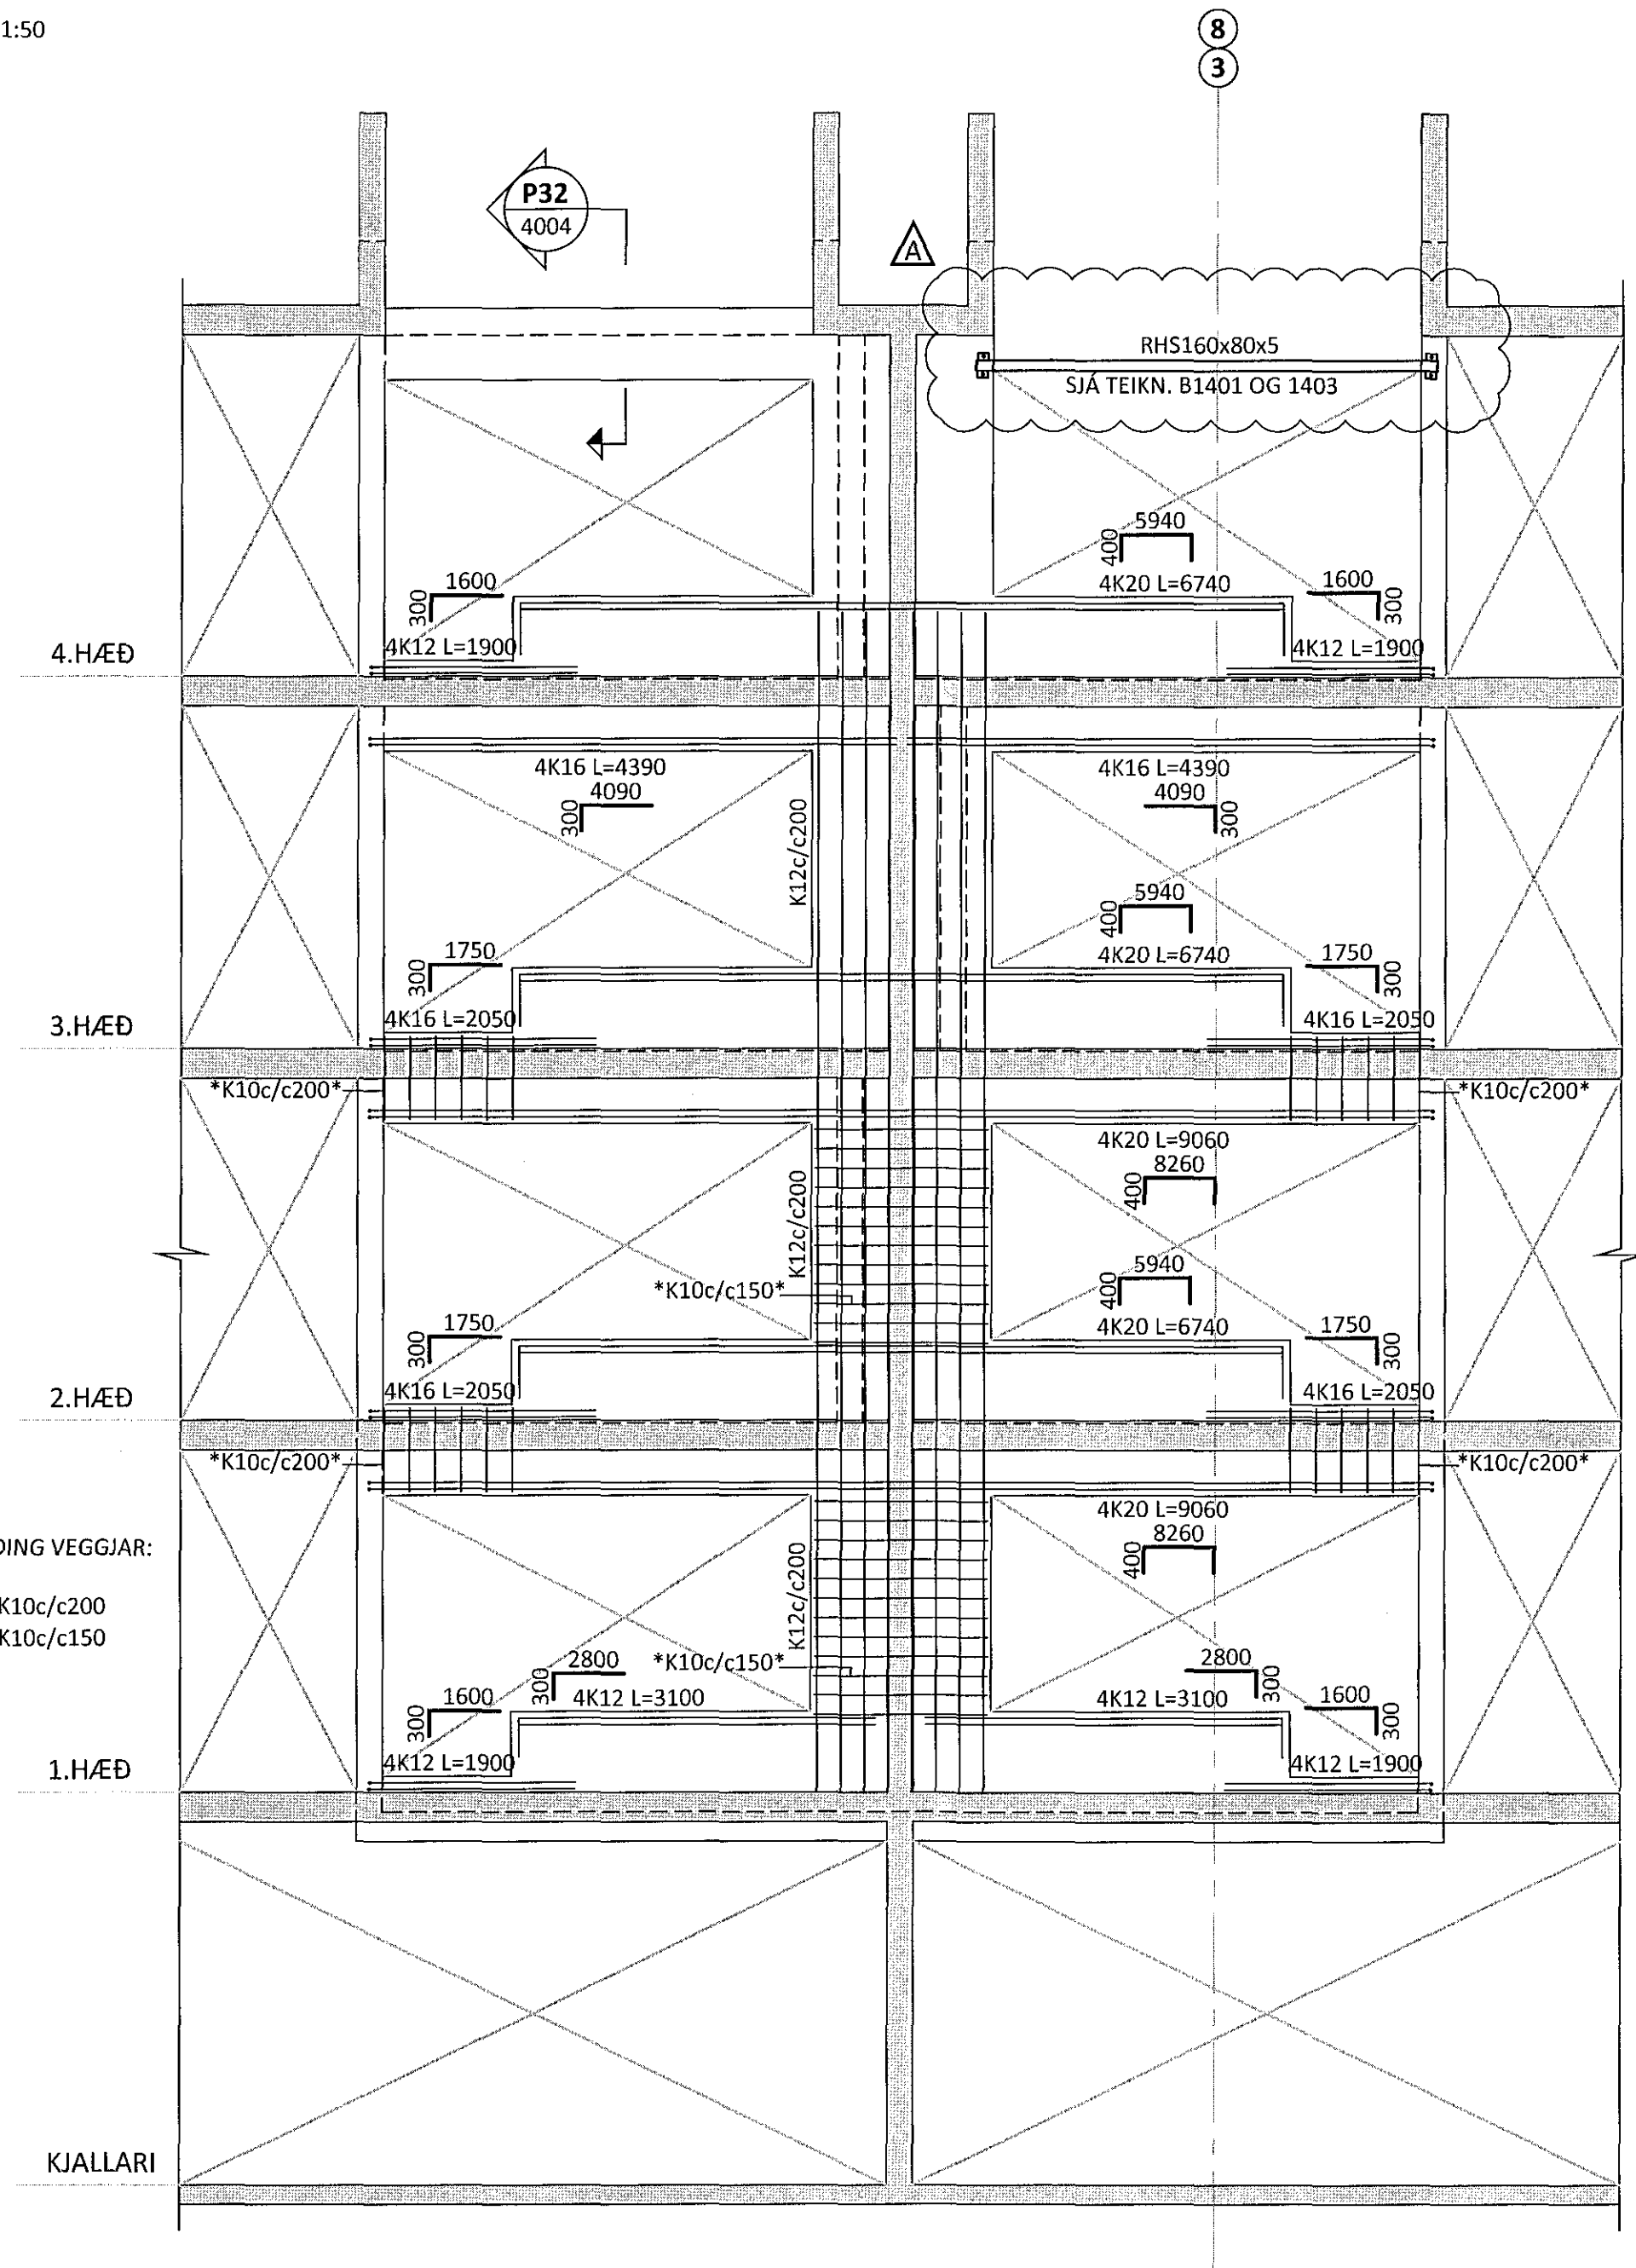 1:50
8
3
P32
4004
A
RHS160x80x5
SJÁ TEIKN. B1401 OG 1403
5940
400
4K20 L=6740
1600
300
1600
300
4K12 L=1900
4K12 L=1900
4.HÆÐ
4K16 L=4390
4090
300
4K16 L=4390
4090
300
K12c/c200
5940
400
4K20 L=6740
1750
300
1750
300
4K16 L=2050
4K16 L=2050
3.HÆÐ
*K10c/c200*
*K10c/c200*
4K20 L=9060
8260
400
K12c/c200
*K10c/c150*
5940
400
4K20 L=6740
1750
300
1750
300
4K16 L=2050
4K16 L=2050
2.HÆÐ
*K10c/c200*
*K10c/c200*
4K20 L=9060
8260
400
DING VEGGJAR:
K10c/c200
K10c/c150
K12c/c200
*K10c/c150*
2800
300
4K12 L=3100
2800
300
4K12 L=3100
1600
300
1600
300
4K12 L=1900
4K12 L=1900
1.HÆÐ
KJALLARI